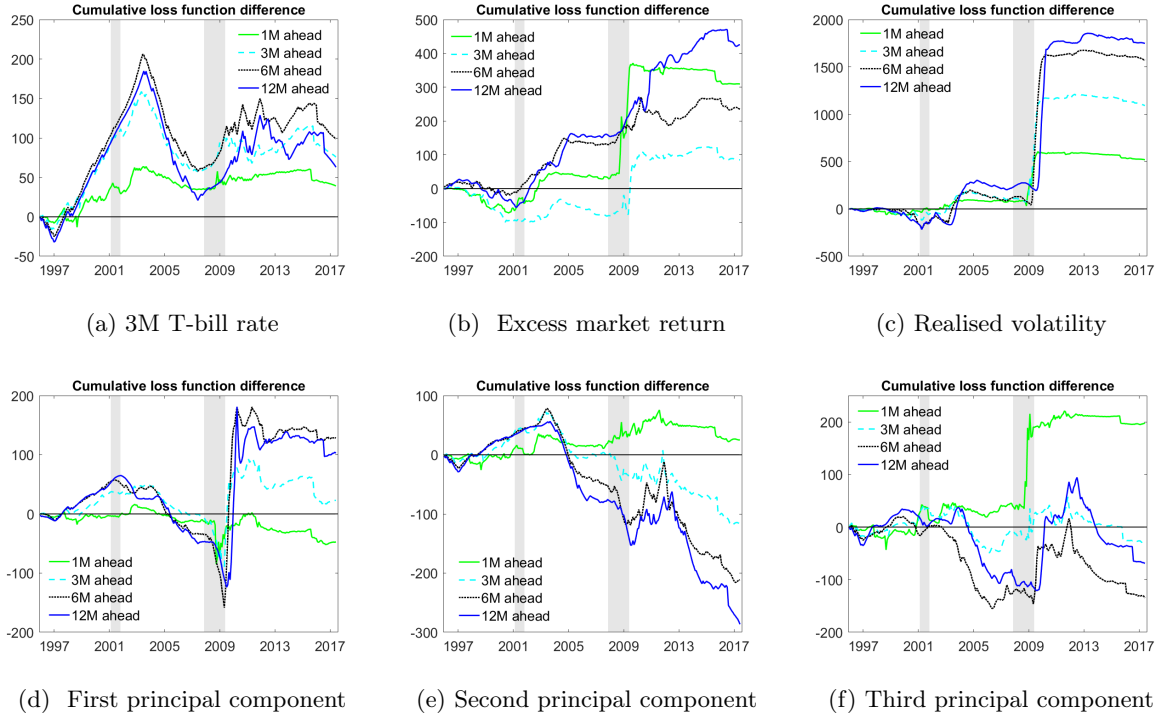 Cumulative loss function difference
250
200
150
100
50
0
-50
1997 2001 2005 2009 2013 2017
1M ahead
3M ahead
6M ahead
12M ahead
(a) 3M T-bill rate
Cumulative loss function difference
500
400
300
200
100
0
-100
-200
1997 2001 2005 2009 2013 2017
1M ahead
3M ahead
6M ahead
12M ahead
(b) Excess market return
Cumulative loss function difference
2000
1500
1000
500
0
-500
1997 2001 2005 2009 2013 2017
1M ahead
3M ahead
6M ahead
12M ahead
(c) Realised volatility
Cumulative loss function difference
200
100
0
-100
-200
1997 2001 2005 2009 2013 2017
1M ahead
3M ahead
6M ahead
12M ahead
(d) First principal component
Cumulative loss function difference
100
0
-100
-200
-300
1997 2001 2005 2009 2013 2017
1M ahead
3M ahead
6M ahead
12M ahead
(e) Second principal component
Cumulative loss function difference
200
100
0
-100
-200
1997 2001 2005 2009 2013 2017
1M ahead
3M ahead
6M ahead
12M ahead
(f) Third principal component